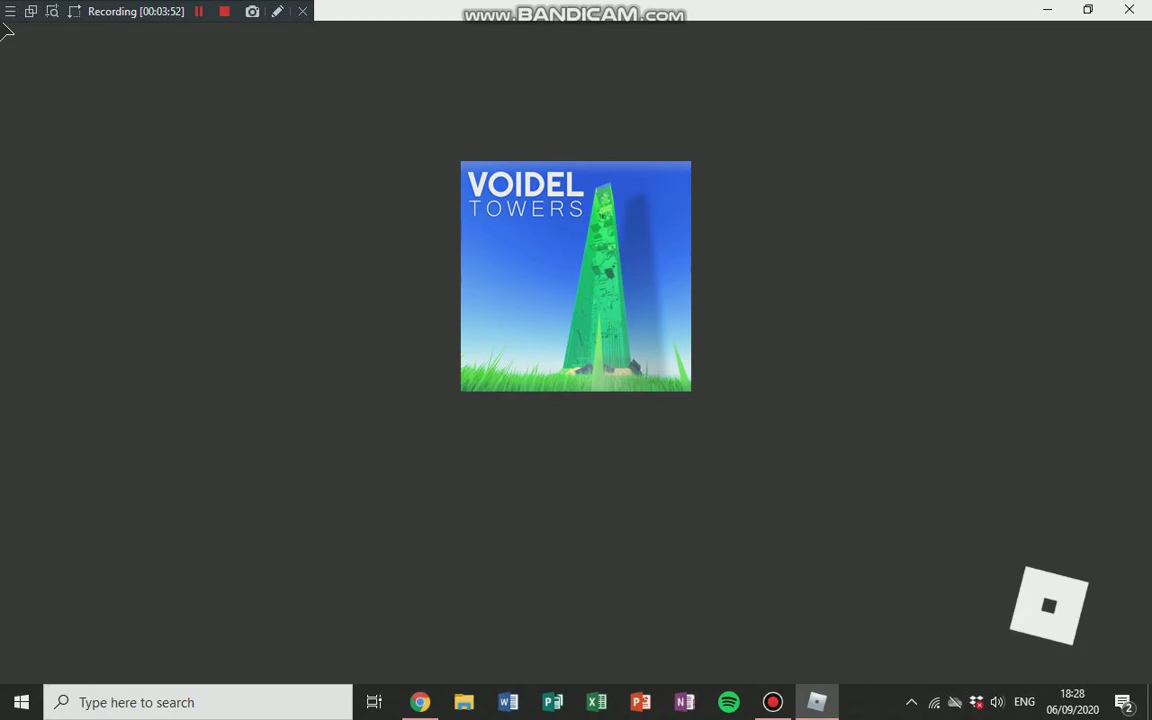 Recording [00:03:52]
www.BANDICAM.com
VOIDEL
TOWERS
Type here to search
ENG
18:28
06/09/2020
2